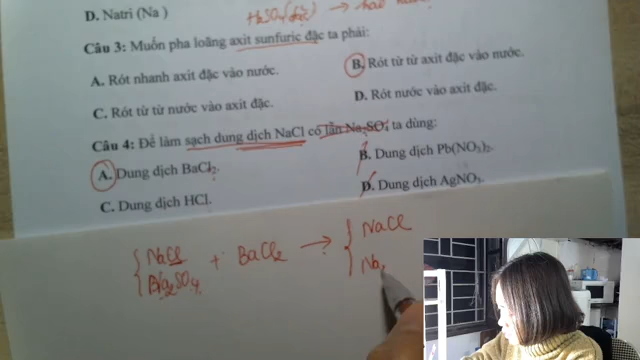 D. Natri (Na )
H₂SO₄(đặc) →
Câu 3: Muốn pha loãng axit sunfuric đặc ta phải:
A. Rót nhanh axit đặc vào nước.
B. Rót từ từ axit đặc vào nước.
C. Rót từ từ nước vào axit đặc.
D. Rót nước vào axit đặc.
Câu 4: Để làm sạch dung dịch NaCl có lẫn Na₂SO₄ ta dùng:
A. Dung dịch BaCl₂.
B. Dung dịch Pb(NO₃)₂.
C. Dung dịch HCl.
D. Dung dịch AgNO₃.
NaCl
Na₂SO₄
+ BaCl₂ →
NaCl
Na